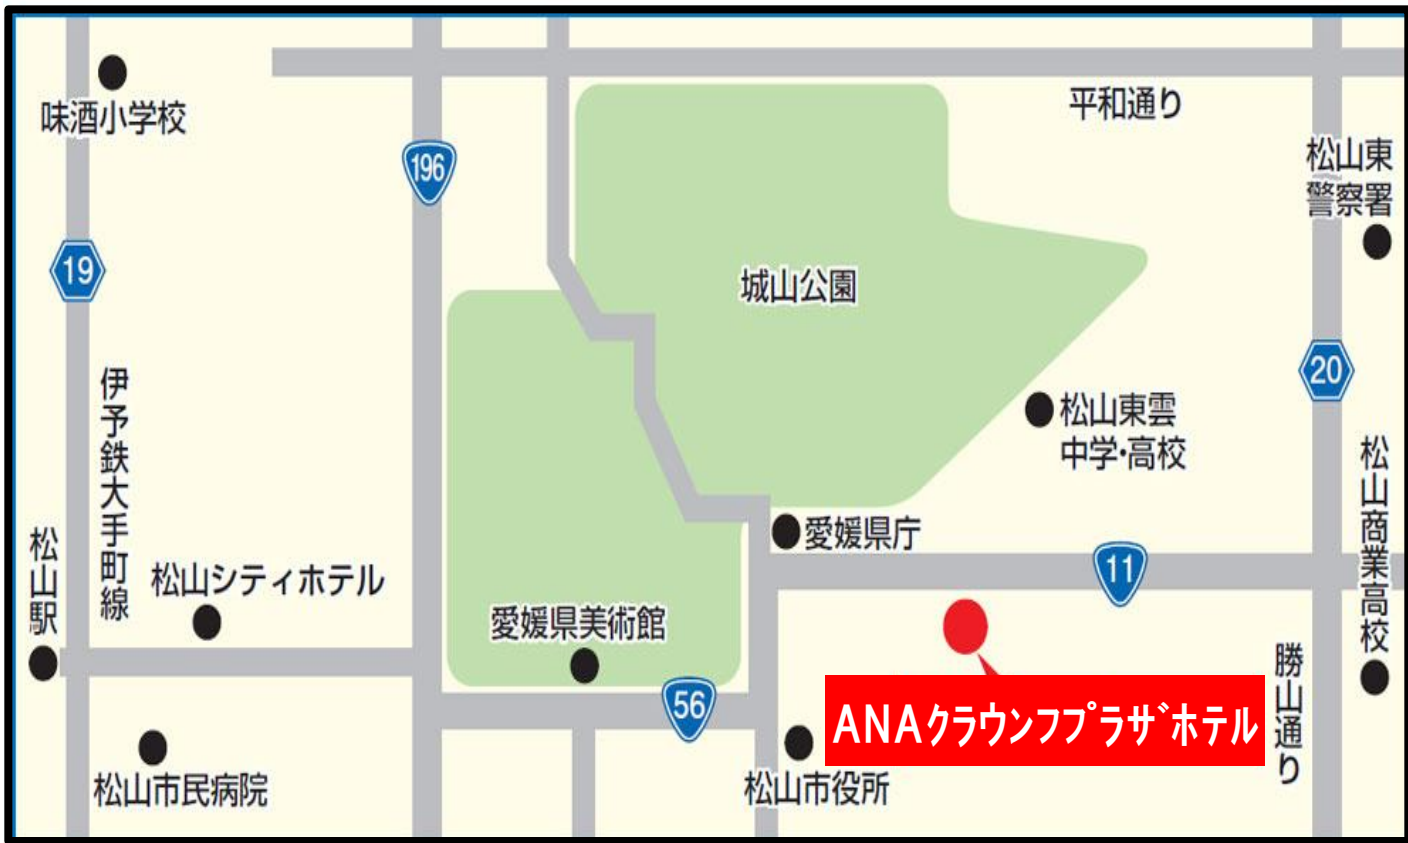 味酒小学校
平和通り
松山東
警察署
196
19
城山公園
20
伊予鉄大手町線
松山東雲
中学・高校
松山商業高校
愛媛県庁
松山駅
松山シティホテル
11
愛媛県美術館
勝山通り
56
ANAクラウンフプラザホテル
松山市民病院
松山市役所